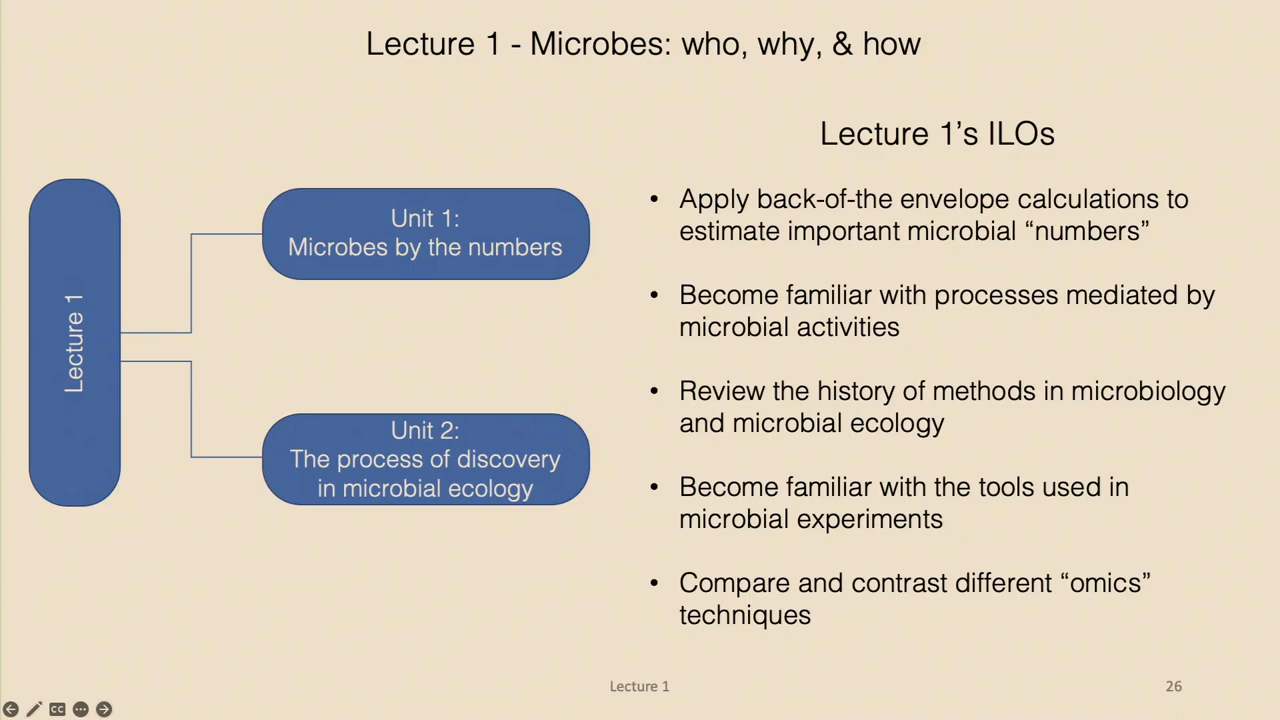 Lecture 1 - Microbes: who, why, & how
Lecture 1
Unit 1:
Microbes by the numbers
Unit 2:
The process of discovery
in microbial ecology
Lecture 1’s ILOs
• Apply back-of-the envelope calculations to
estimate important microbial “numbers”
• Become familiar with processes mediated by
microbial activities
• Review the history of methods in microbiology
and microbial ecology
• Become familiar with the tools used in
microbial experiments
• Compare and contrast different “omics”
techniques
Lecture 1
26
CC